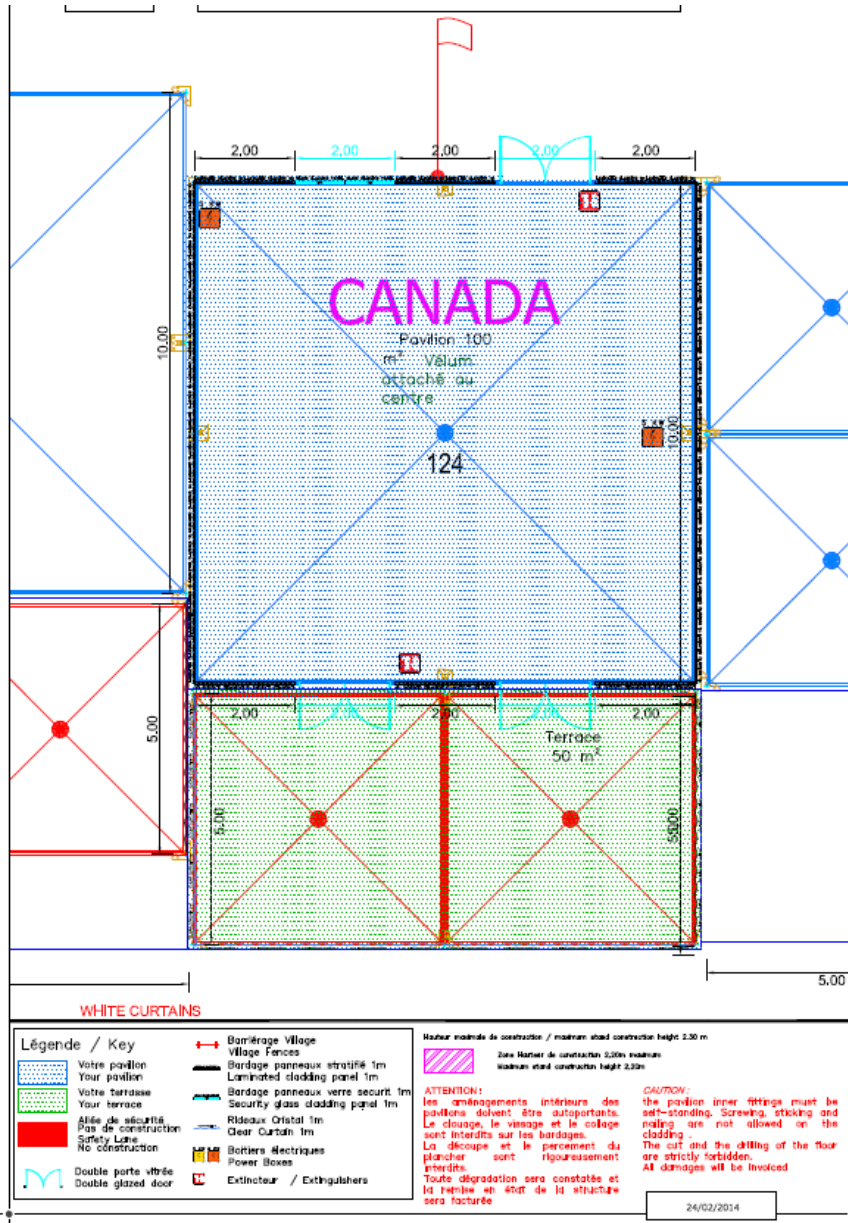 2,00
2,00
2,00
2,00
2,00
CANADA
Pavilion 100
m² Velum
attaché au
centre
10.00
10.00
124
2,00
2,00
2,00
2,00
2,00
Terrace
50 m²
5.00
5.00
5.00
WHITE CURTAINS
Légende / Key
Votre pavillon
Your pavilion
Votre terrasse
Your terrace
Allée de sécurité
Pas de construction
Safety Lane
No construction
Double porte vitrée
Double glazed door
Barriérage Village
Village Fences
Bardage panneaux stratifié 1m
Laminated cladding panel 1m
Bardage panneaux verre securit 1m
Security glass cladding panel 1m
Rideaux Cristal 1m
Clear Curtain 1m
Boitiers électriques
Power Boxes
Extincteur / Extinguishers
Hauteur maximale de construction / maximum stand construction height 2.30 m
Zone Hauteur de construction 2,20m maximum
Maximum stand construction height 2,20m
ATTENTION:
les aménagements intérieurs des
pavillons doivent être autoportants.
Le clouage, le vissage et le collage
sont interdits sur les bardages.
La découpe et le percement du
plancher sont rigoureusement
interdits.
Toute dégradation sera constatée et
la remise en état de la structure
sera facturée
CAUTION:
the pavilion inner fittings must be
self-standing. Screwing, sticking and
nailing are not allowed on the
cladding .
The cut and the drilling of the floor
are strictly forbidden.
All damages will be invoiced
24/02/2014